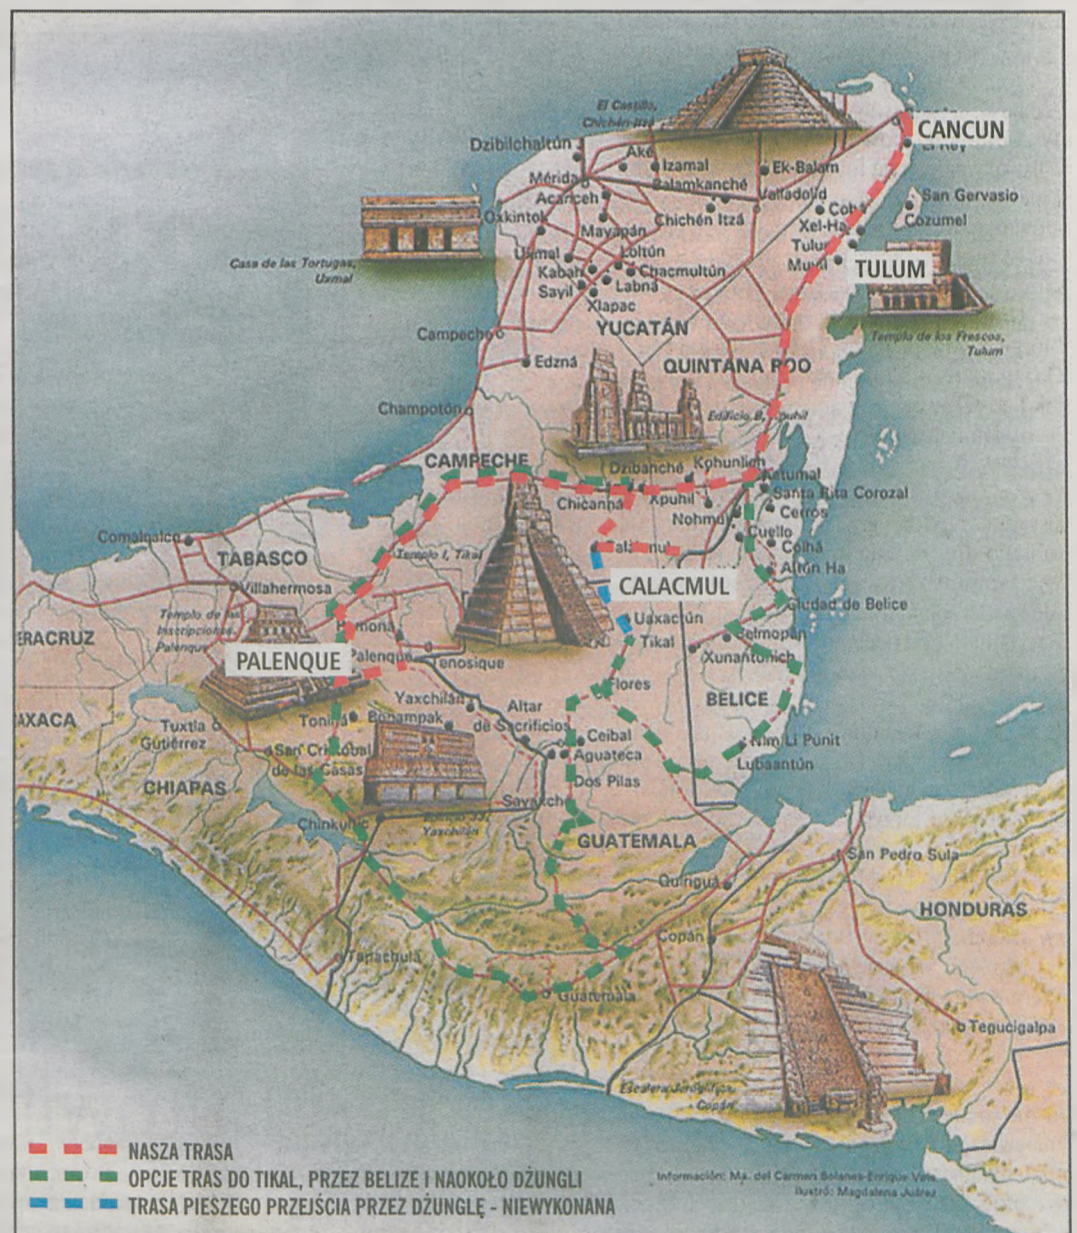 El Castillo,
Chichén-Itzá
CANCUN
El Rey
Dzibilchaltún
Aké
Izamal
Ek-Balam
Mérida
Balamkanché
Valladolid
Acanceh
San Gervasio
Oxkintok
Chichén Itzá
Cobá
Cozumel
Mayapán
Xel-Ha
Casa de las Tortugas,
Uxmal
Uxmal
Loltún
Tulum
Kabah
Chacmultún
Muyil
TULUM
Sayil
Labná
Xlapac
Campeche
YUCATÁN
Templo de los Frescos,
Tulum
Edzná
QUINTANA ROO
Champotón
CAMPECHE
Dzibanché
Kohunlich
Chicanná
Xpuhil
Santa Rita Corozal
Cerros
Nohmul
Comalcalco
Cuello
Colhá
TABASCO
Templo I, Tikal
Altún Ha
Villahermosa
CALACMUL
Ciudad de Belice
Templo de las
Inscripciones,
Palenque
Uaxactún
Pomoná
Belmopán
Tikal
PALENQUE
Palenque
Tenosique
Xunantunich
Flores
Yaxchilán
Altar
de Sacrificios
BELICE
Tuxtla
Gutiérrez
Toniná
Bonampak
Ceibal
Nim Li Punit
San Cristóbal
de las Casas
Aguateca
Lubaantún
Dos Pilas
CHIAPAS
Chinkultic
Yaxchilán
GUATEMALA
San Pedro Sula
Quiriguá
HONDURAS
Copán
Tapachula
Guatemala
Tegucigalpa
Escalera Jeroglífica,
Copán
NASZA TRASA
OPCJE TRAS DO TIKAL, PRZEZ BELIZE I NAOKOŁO DŻUNGLI
TRASA PIESZEGO PRZEJŚCIA PRZEZ DŻUNGLĘ - NIEWYKONANA
Información: Ma. del Carmen Solanes-Enrique Vela
Ilustró: Magdalena Juárez